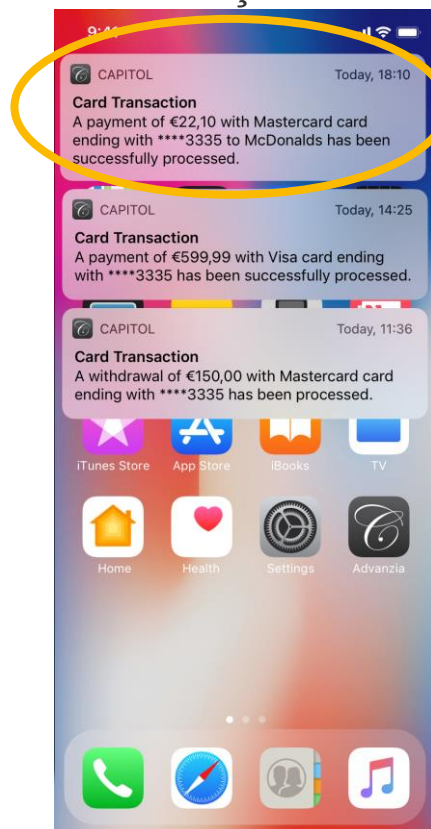 CAPITOL Today, 18:10
Card Transaction
A payment of €22,10 with Mastercard card
ending with ****3335 to McDonalds has been
successfully processed.
CAPITOL Today, 14:25
Card Transaction
A payment of €599,99 with Visa card ending
with ****3335 has been successfully processed.
CAPITOL Today, 11:36
Card Transaction
A withdrawal of €150,00 with Mastercard card
ending with ****3335 has been processed.
iTunes Store App Store iBooks TV
Home Health Settings Advanzia